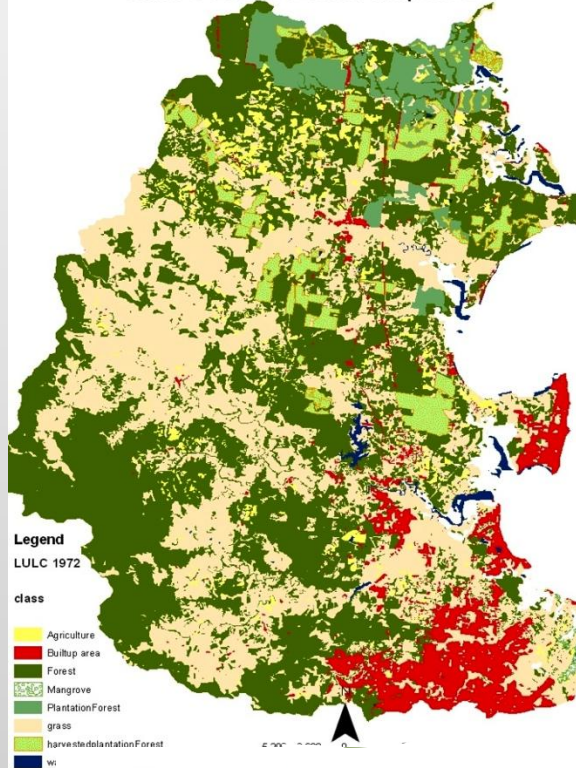 Legend
LULC 1972
class
Agriculture
Builtup area
Forest
Mangrove
PlantationForest
grass
harvestedplantationForest